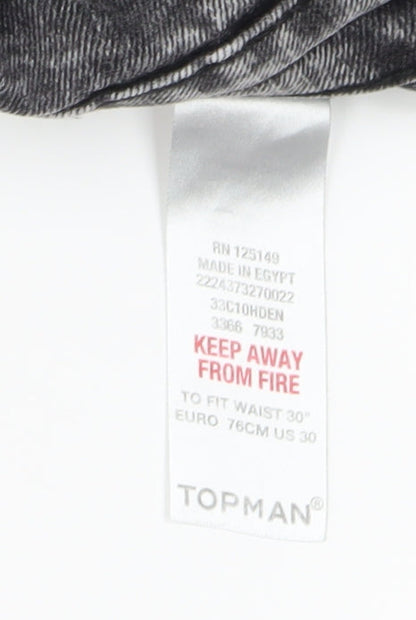 RN 125149
MADE IN EGYPT
2224373270022
33C10HDEN
3366 7933
KEEP AWAY
FROM FIRE
TO FIT WAIST 30"
EURO 76CM US 30
TOPMAN®